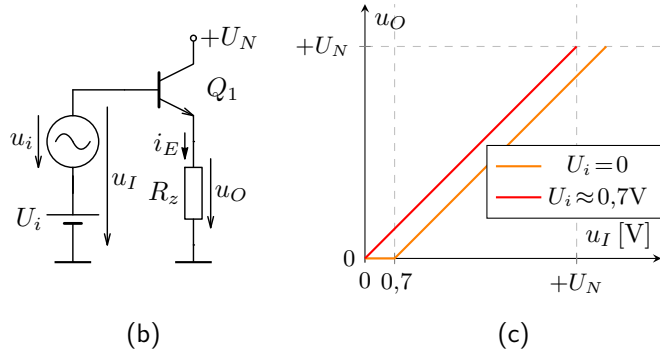 +U_N
Q_1
u_i
i_E
u_I
R_z
u_O
U_i
(b)
u_O
+U_N
U_i = 0
U_i ≈ 0,7V
u_I [V]
0
0
0,7
+U_N
(c)